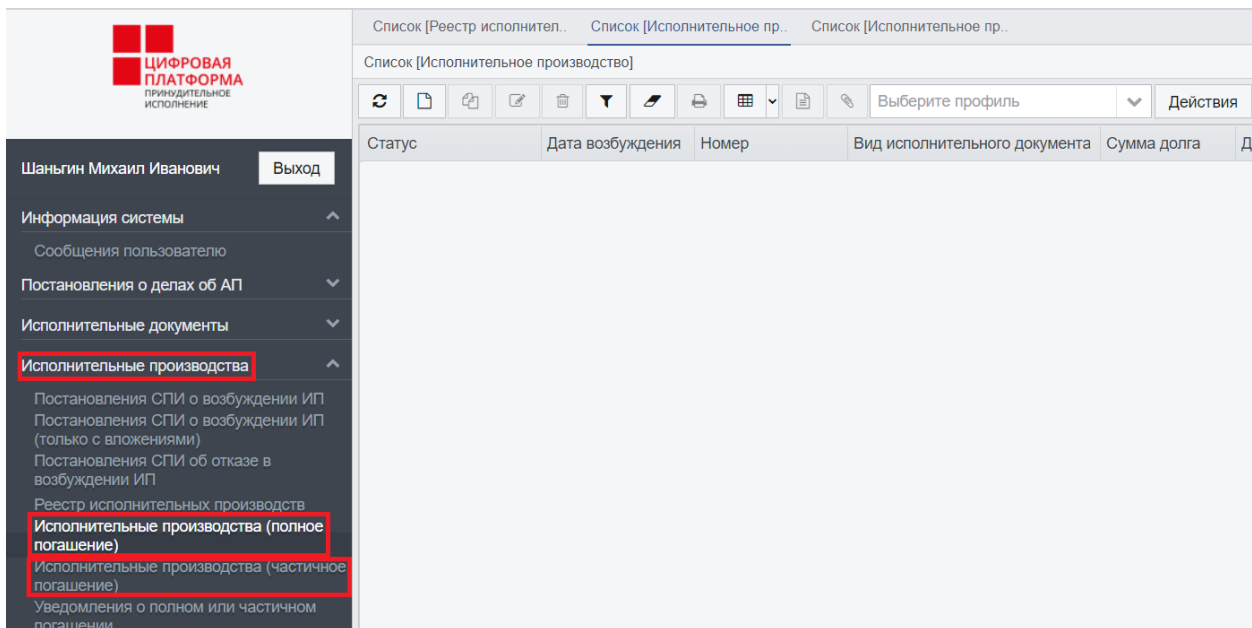 Список [Реестр исполнител..
Список [Исполнительное пр..
Список [Исполнительное пр..
Список [Исполнительное производство]
Выберите профиль
Действия
Статус
Дата возбуждения
Номер
Вид исполнительного документа
Сумма долга
Д
ЦИФРОВАЯ
ПЛАТФОРМА
ПРИНУДИТЕЛЬНОЕ
ИСПОЛНЕНИЕ
Шаньгин Михаил Иванович
Выход
Информация системы
Сообщения пользователю
Постановления о делах об АП
Исполнительные документы
Исполнительные производства
Постановления СПИ о возбуждении ИП
Постановления СПИ о возбуждении ИП
(только с вложениями)
Постановления СПИ об отказе в
возбуждении ИП
Реестр исполнительных производств
Исполнительные производства (полное
погашение)
Исполнительные производства (частичное
погашение)
Уведомления о полном или частичном
погашении